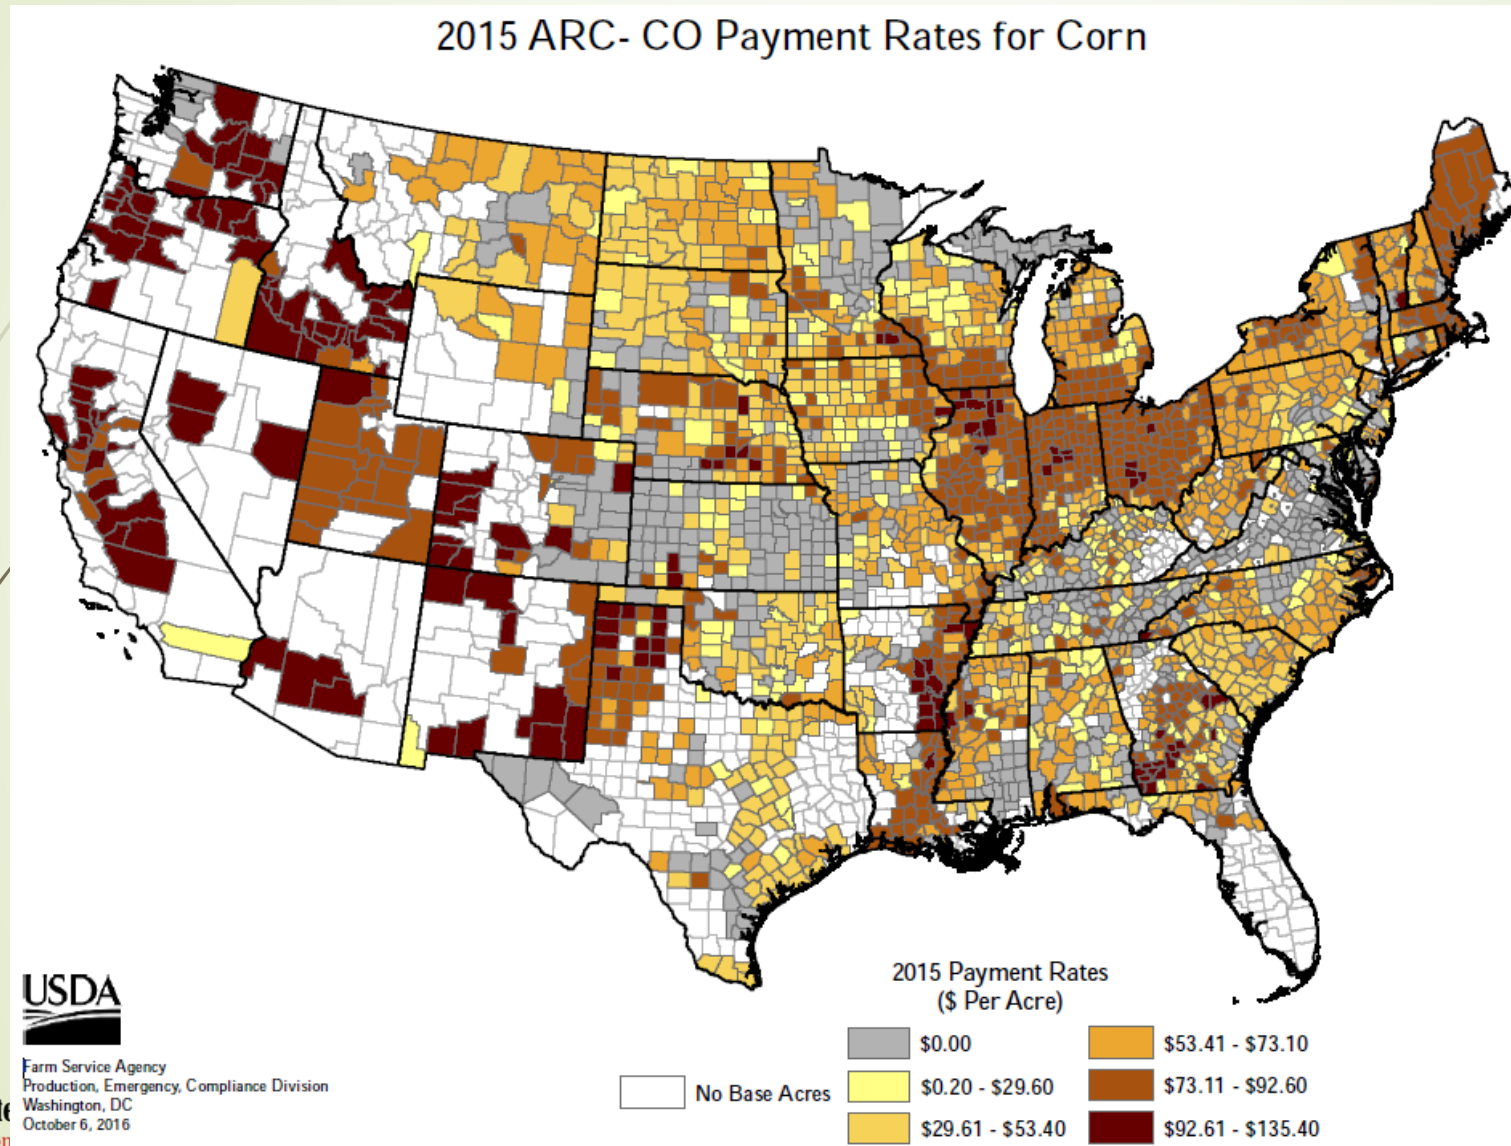 2015 ARC- CO Payment Rates for Corn
USDA
Farm Service Agency
Production, Emergency, Compliance Division
Washington, DC
October 6, 2016
2015 Payment Rates
($ Per Acre)
No Base Acres
$0.00
$0.20 - $29.60
$29.61 - $53.40
$53.41 - $73.10
$73.11 - $92.60
$92.61 - $135.40